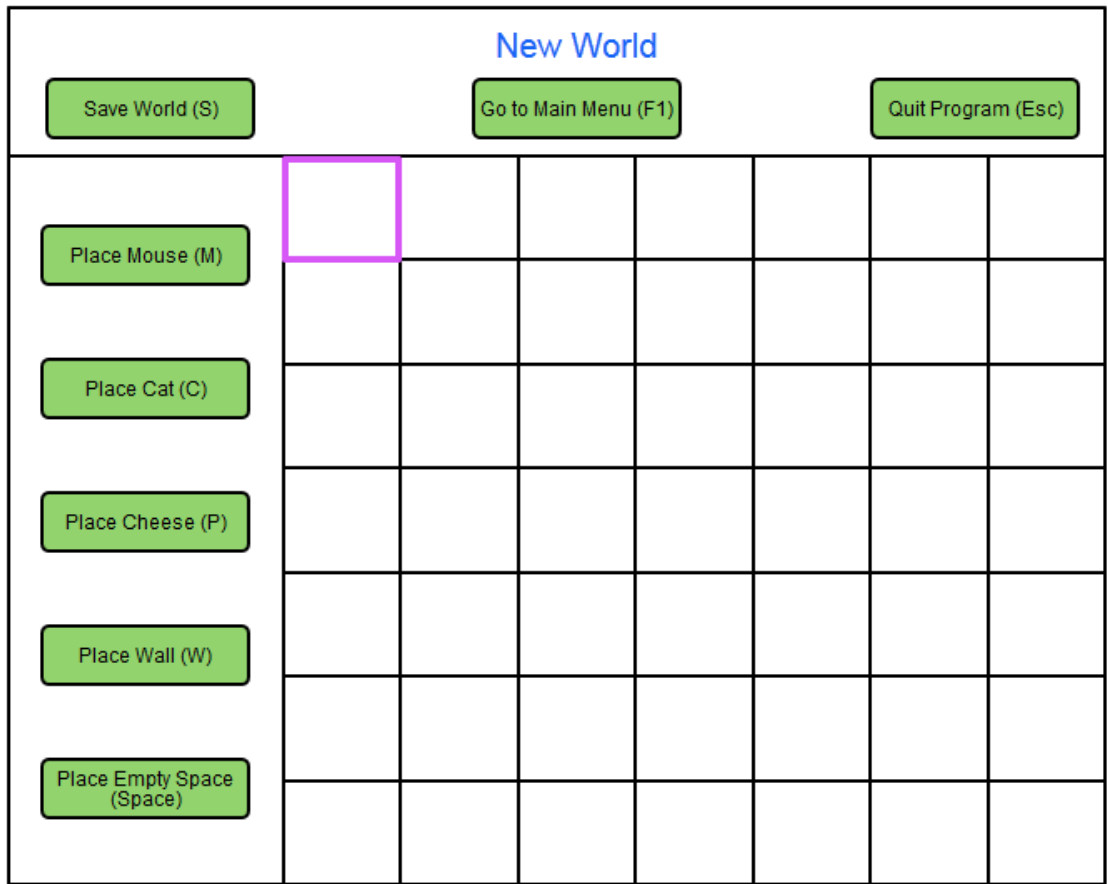 New World
Save World (S)
Go to Main Menu (F1)
Quit Program (Esc)
Place Mouse (M)
Place Cat (C)
Place Cheese (P)
Place Wall (W)
Place Empty Space
(Space)